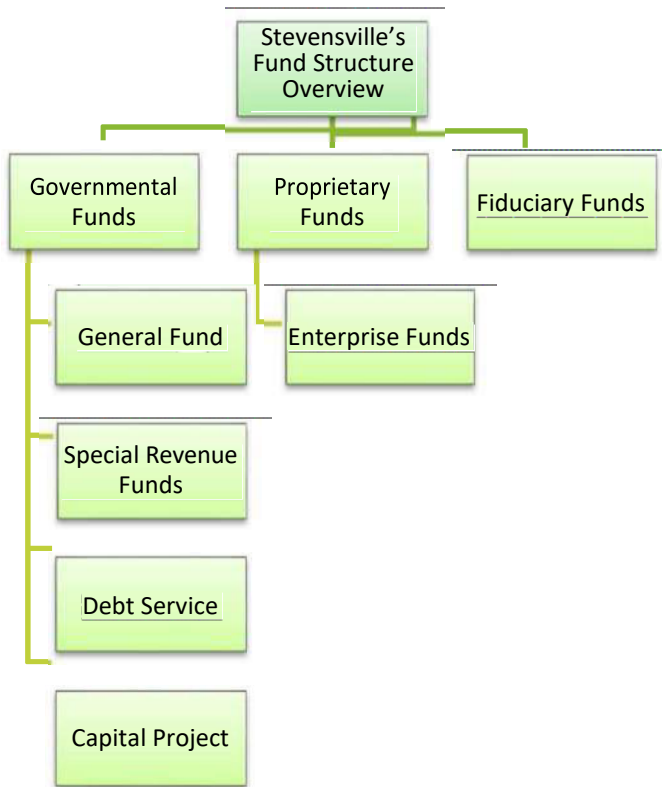 Stevensville’s
Fund Structure
Overview
Governmental
Funds
Proprietary
Funds
Fiduciary Funds
General Fund
Enterprise Funds
Special Revenue
Funds
Debt Service
Capital Project